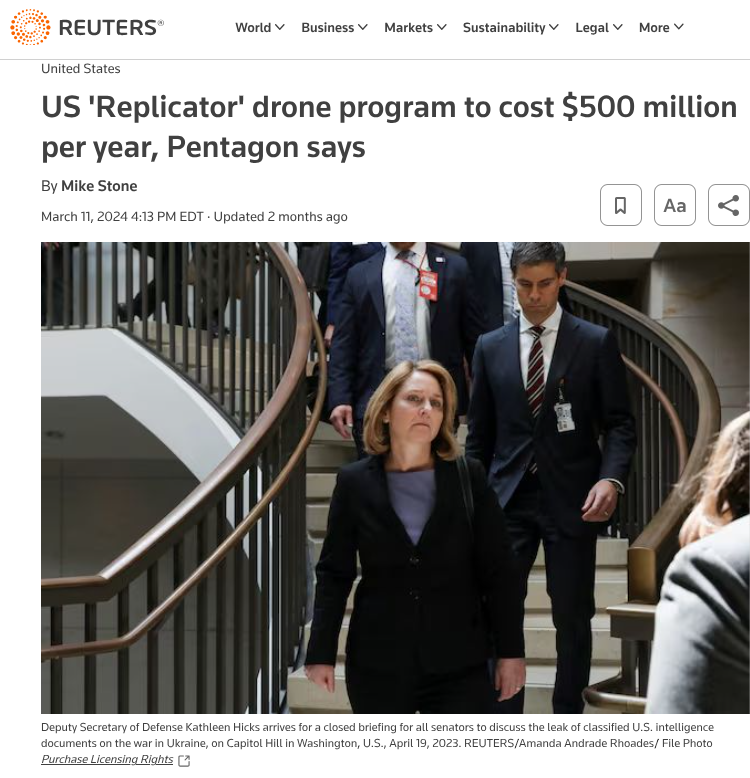 REUTERS®
World Business Markets Sustainability Legal More
United States
US 'Replicator' drone program to cost $500 million
per year, Pentagon says
By Mike Stone
March 11, 2024 4:13 PM EDT · Updated 2 months ago
Aa
Deputy Secretary of Defense Kathleen Hicks arrives for a closed briefing for all senators to discuss the leak of classified U.S. intelligence
documents on the war in Ukraine, on Capitol Hill in Washington, U.S., April 19, 2023. REUTERS/Amanda Andrade Rhoades/ File Photo
Purchase Licensing Rights